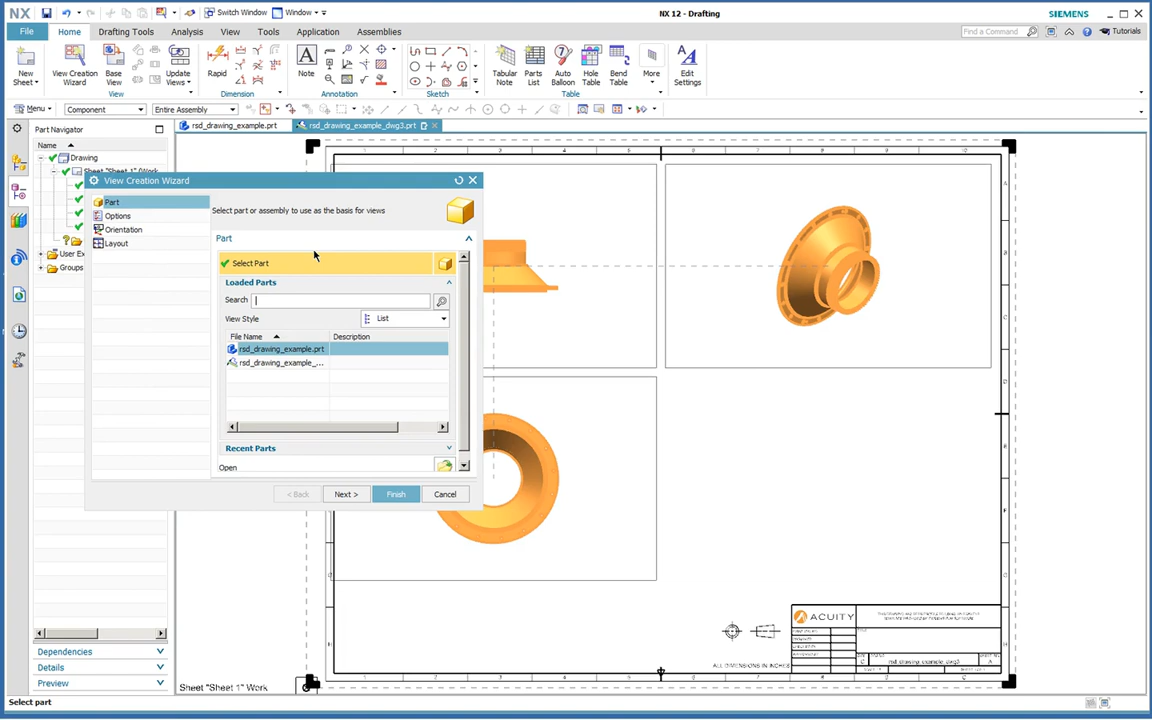 NX
Switch Window
Window
NX 12 - Drafting
SIEMENS
File
Home
Drafting Tools
Analysis
View
Tools
Application
Assemblies
Find a Command
Tutorials
New Sheet
View Creation Wizard
Base View
Update Views
View
Rapid
Dimension
Note
Annotation
Sketch
Tabular Note
Parts List
Auto Balloon
Hole Table
Bend Table
Table
More
Edit Settings
Menu
Component
Entire Assembly
Part Navigator
rsd_drawing_example.prt
rsd_drawing_example_dwg3.prt
Name
Drawing
Sheet "Sheet 1" (Work
User Ex
Groups
View Creation Wizard
Part
Options
Orientation
Layout
Select part or assembly to use as the basis for views
Part
Select Part
Loaded Parts
Search
View Style
List
File Name
Description
rsd_drawing_example.prt
rsd_drawing_example_...
Recent Parts
Open
< Back
Next >
Finish
Cancel
ACUITY
rsd_drawing_example_dwg3
ALL DIMENSIONS IN INCHES
Dependencies
Details
Preview
Sheet "Sheet 1" Work
Select part